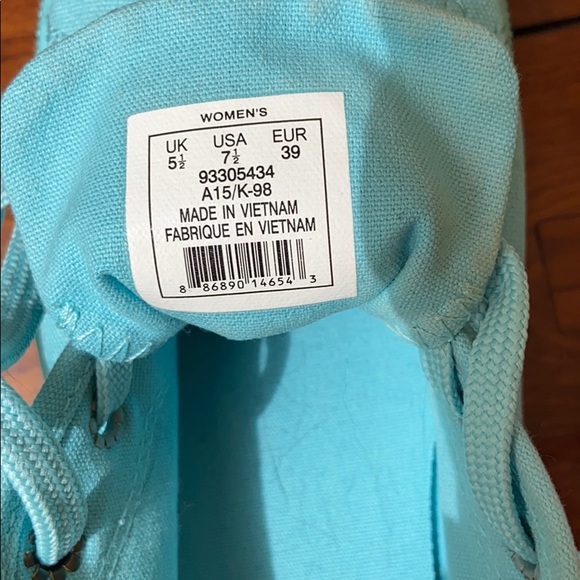 WOMEN'S
UK USA EUR
5½ 7½ 39
93305434
A15/K-98
MADE IN VIETNAM
FABRIQUE EN VIETNAM
8 86890 14654 3